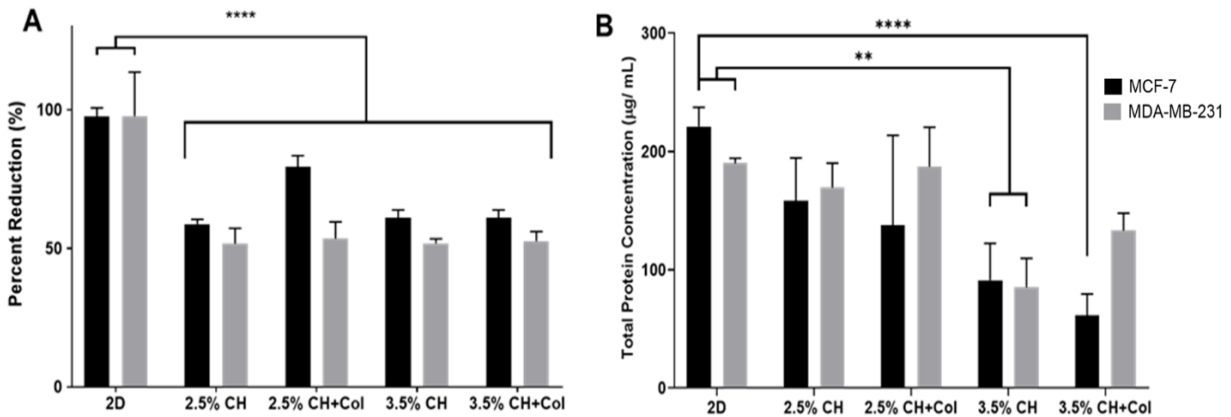 A
Percent Reduction (%)
100
50
0
****
2D
2.5% CH
2.5% CH+Col
3.5% CH
3.5% CH+Col
B
Total Protein Concentration (µg/ mL)
300
200
100
0
****
**
2D
2.5% CH
2.5% CH+Col
3.5% CH
3.5% CH+Col
MCF-7
MDA-MB-231